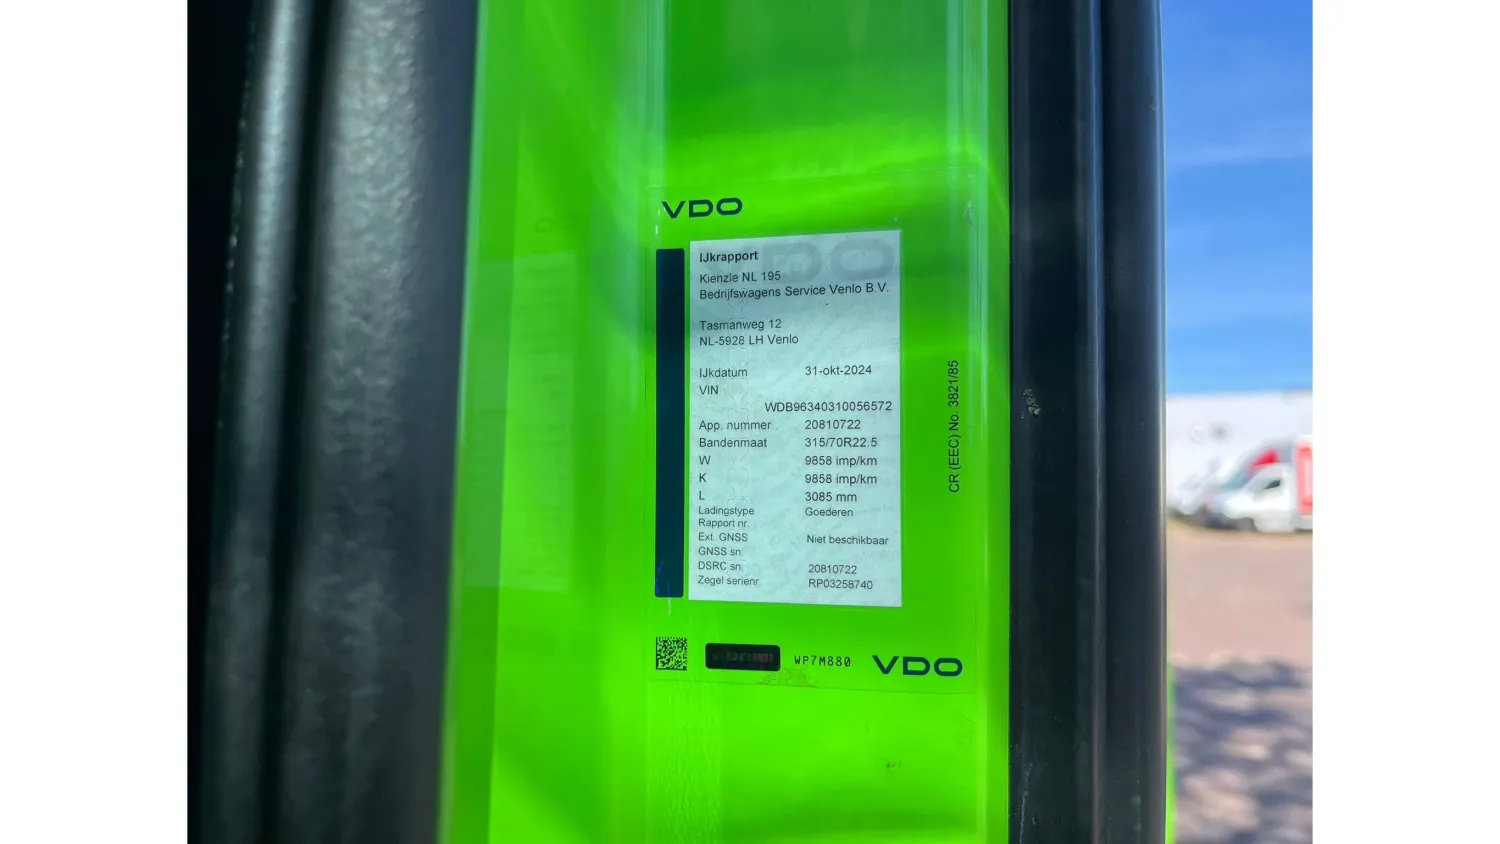 VDO
IJkrapport
Kienzle NL 195
Bedrijfswagens Service Venlo B.V.
Tasmanweg 12
NL-5928 LH Venlo
IJkdatum 31-okt-2024
VIN
WDB96340310056572
App. nummer 20810722
Bandenmaat 315/70R22.5
W 9858 imp/km
K 9858 imp/km
L 3085 mm
Ladingstype Goederen
Rapport nr.
Ext. GNSS Niet beschikbaar
GNSS sn
DSRC sn 20810722
Zegel serienr. RP03258740
CR (EEC) No. 3821/85
WP7M880 VDO